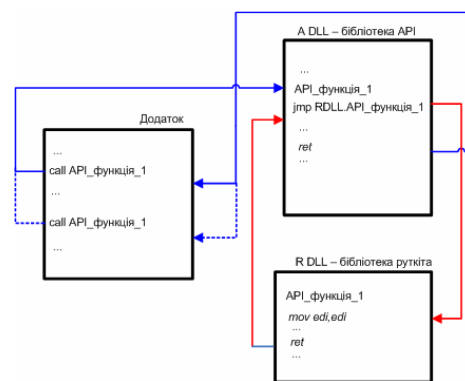 А DLL – бібліотека API
...
API_функція_1
jmp RDLL.API_функція_1
...
ret
...
Додаток
...
call API_функція_1
...
call API_функція_1
...
R DLL – бібліотека руткіта
API_функція_1
mov edi,edi
...
ret
...